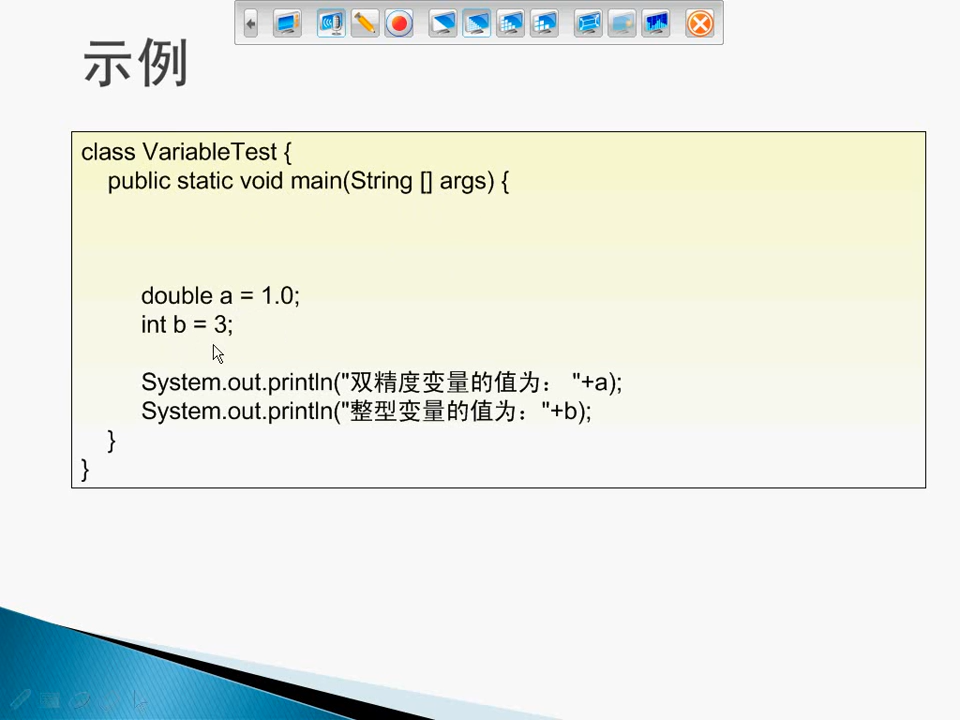 示例
class VariableTest {
public static void main(String [] args) {
double a = 1.0;
int b = 3;
System.out.println("双精度变量的值为： "+a);
System.out.println("整型变量的值为："+b);
}
}